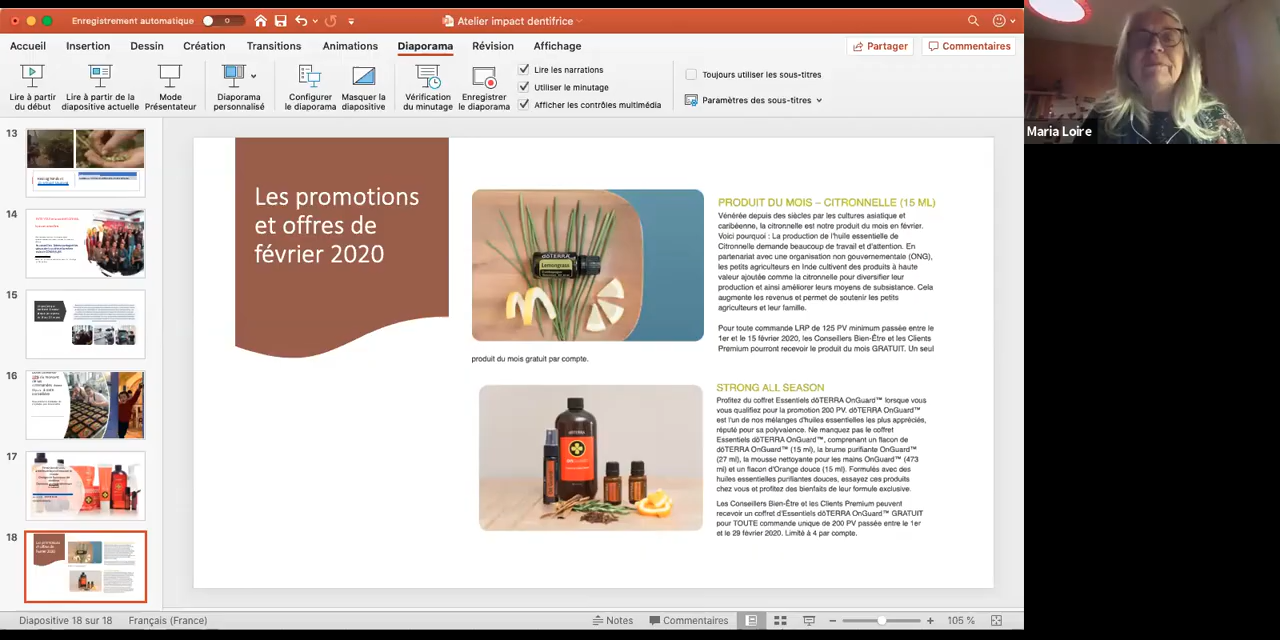 Enregistrement automatique
Atelier impact dentifrice
Accueil
Insertion
Dessin
Création
Transitions
Animations
Diaporama
Révision
Affichage
Partager
Commentaires
Lire à partir
du début
Lire à partir de la
diapositive actuelle
Mode
Présentateur
Diaporama
personnalisé
Configurer
le diaporama
Masquer la
diapositive
Vérification
du minutage
Enregistrer
le diaporama
Lire les narrations
Utiliser le minutage
Afficher les contrôles multimédia
Toujours utiliser les sous-titres
Paramètres des sous-titres
Maria Loire
13
14
15
16
17
18
Les promotions
et offres de
février 2020
dōTERRA
Lemongrass
PRODUIT DU MOIS – CITRONNELLE (15 ML)
Vénérée depuis des siècles par les cultures asiatique et
caribéenne, la citronnelle est notre produit du mois en février.
Voici pourquoi : La production de l'huile essentielle de
Citronnelle demande beaucoup de travail et d'attention. En
partenariat avec une organisation non gouvernementale (ONG),
les petits agriculteurs en Inde cultivent des produits à haute
valeur ajoutée comme la citronnelle pour diversifier leur
production et ainsi améliorer leurs moyens de subsistance. Cela
augmente les revenus et permet de soutenir les petits
agriculteurs et leur famille.
Pour toute commande LRP de 125 PV minimum passée entre le
1er et le 15 février 2020, les Conseillers Bien-Être et les Clients
Premium pourront recevoir le produit du mois GRATUIT. Un seul
produit du mois gratuit par compte.
STRONG ALL SEASON
Profitez du coffret Essentiels dōTERRA OnGuard™ lorsque vous
vous qualifiez pour la promotion 200 PV. dōTERRA OnGuard™
est l'un de nos mélanges d'huiles essentielles les plus appréciés,
réputé pour sa polyvalence. Ne manquez pas le coffret
Essentiels dōTERRA OnGuard™, comprenant un flacon de
dōTERRA OnGuard™ (15 ml), la brume purifiante OnGuard™
(27 ml), la mousse nettoyante pour les mains OnGuard™ (473
ml) et un flacon d'Orange douce (15 ml). Formulés avec des
huiles essentielles purifiantes douces, essayez ces produits
chez vous et profitez des bienfaits de leur formule exclusive.
Les Conseillers Bien-Être et les Clients Premium peuvent
recevoir un coffret d'Essentiels dōTERRA OnGuard™ GRATUIT
pour TOUTE commande unique de 200 PV passée entre le 1er
et le 29 février 2020. Limité à 4 par compte.
Diapositive 18 sur 18
Français (France)
Notes
Commentaires
105 %